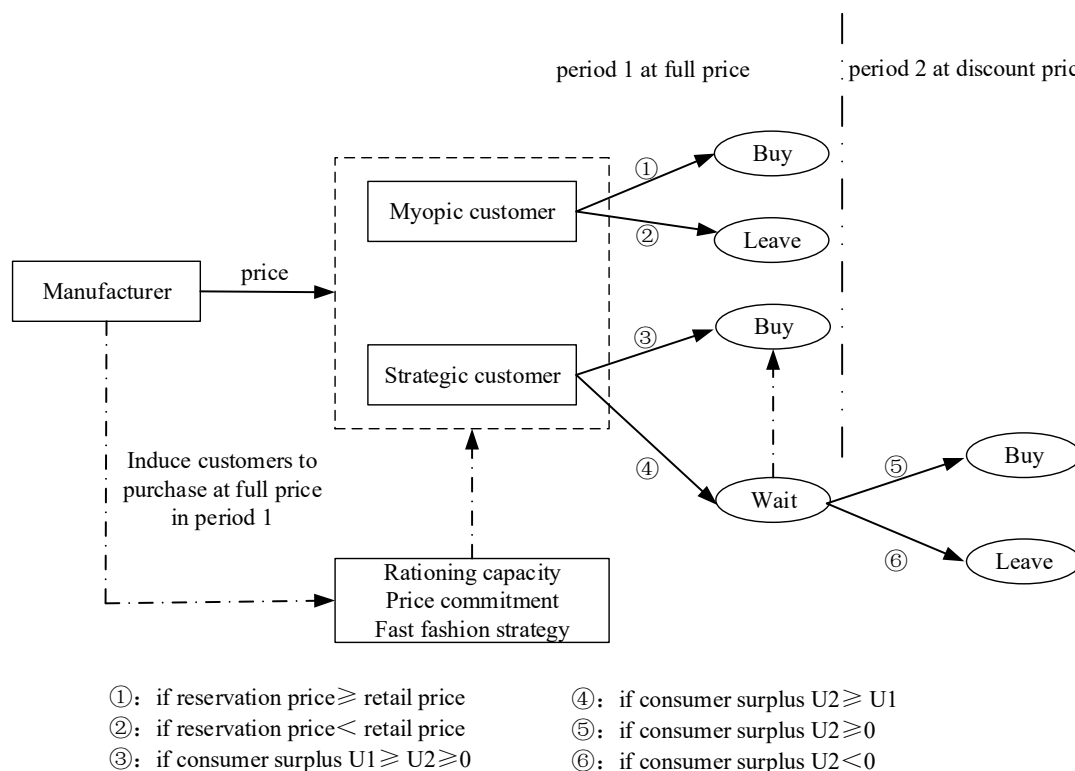 period 1 at full price
period 2 at discount pric
①
Buy
Myopic customer
②
Leave
Manufacturer
price
③
Buy
Strategic customer
④
Induce customers to
purchase at full price
in period 1
Wait
⑤
Buy
⑥
Leave
Rationing capacity
Price commitment
Fast fashion strategy
①: if reservation price≥ retail price
②: if reservation price< retail price
③: if consumer surplus U1≥ U2≥0
④: if consumer surplus U2≥ U1
⑤: if consumer surplus U2≥0
⑥: if consumer surplus U2<0